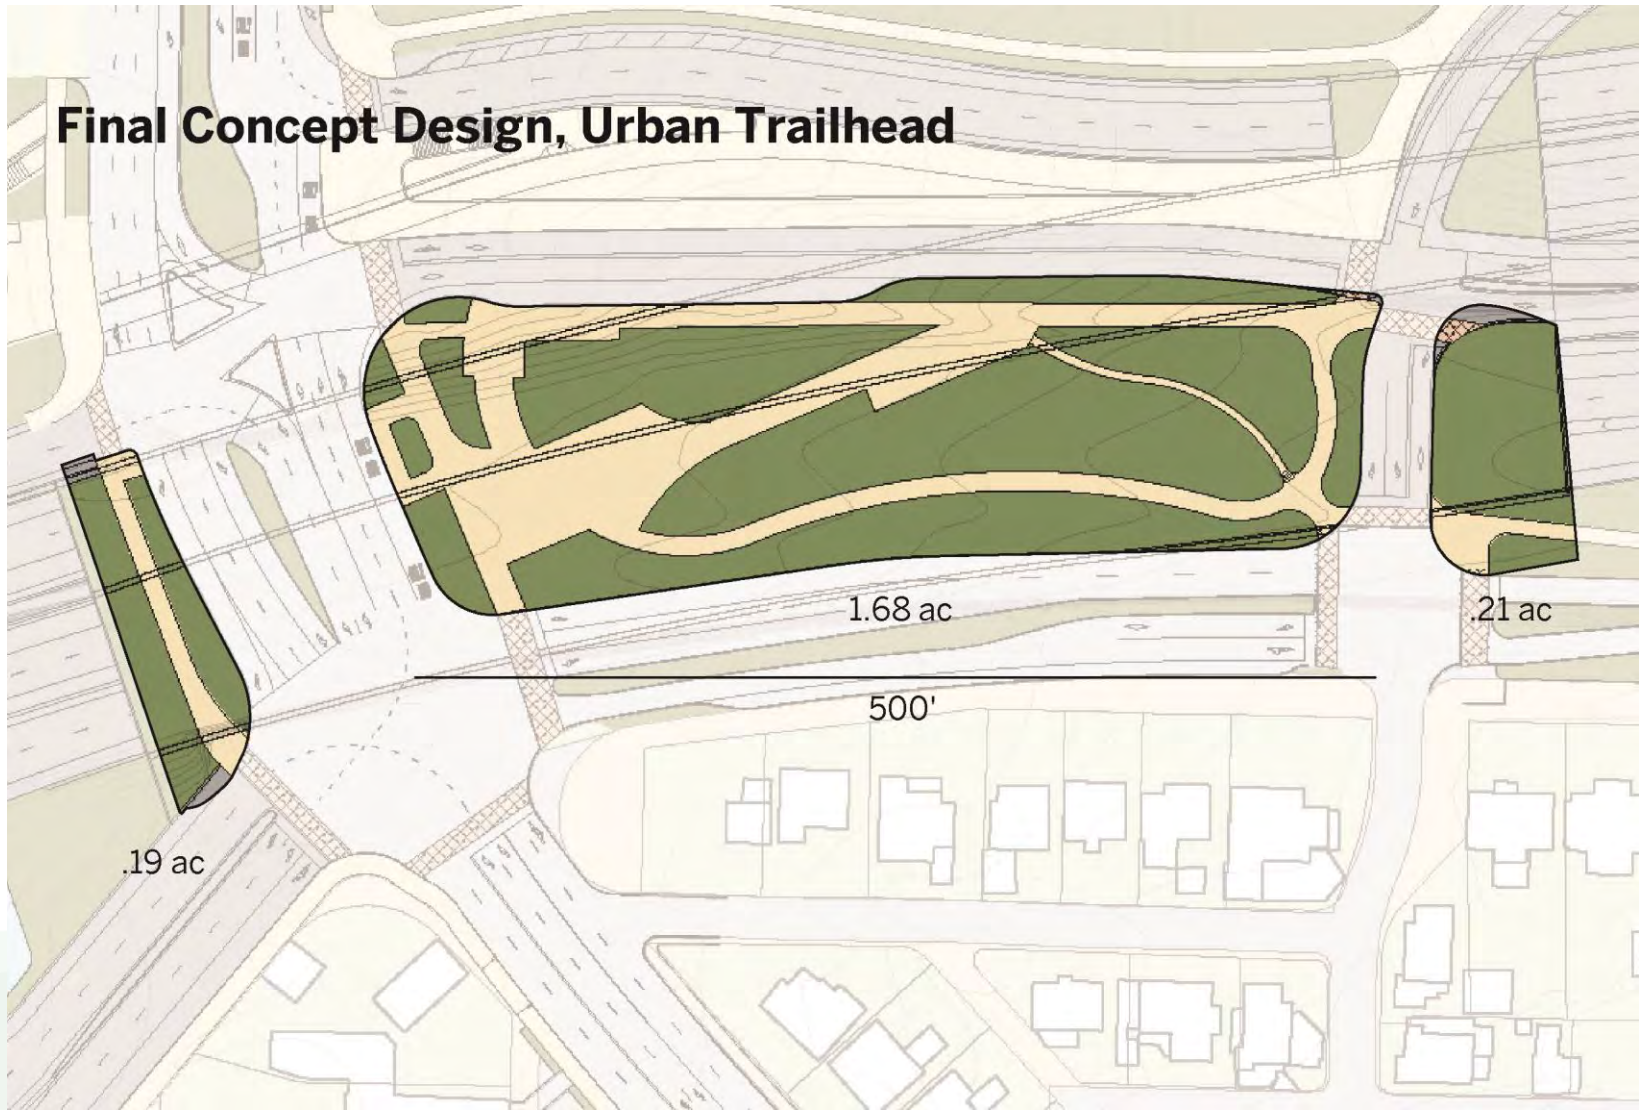 Final Concept Design, Urban Trailhead
1.68 ac
.21 ac
500'
.19 ac